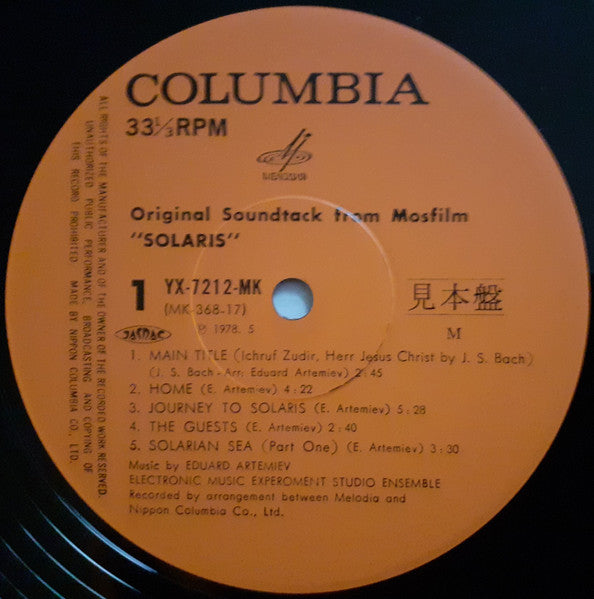 COLUMBIA
33⅓RPM
Original Soundtack from Mosfilm
"SOLARIS"
1
YX-7212-MK
(MK-368-17)
℗ 1978. 5
見本盤
M
JASRAC
1. MAIN TITLE (Ichruf Zudir, Herr Jesus Christ by J. S. Bach)
(J. S. Bach - Arr: Eduard Artemiev) 2:45
2. HOME (E. Artemiev) 4:22
3. JOURNEY TO SOLARIS (E. Artemiev) 5:28
4. THE GUESTS (E. Artemiev) 2:40
5. SOLARIAN SEA (Part One) (E. Artemiev) 3:30
Music by EDUARD ARTEMIEV
ELECTRONIC MUSIC EXPEROMENT STUDIO ENSEMBLE
Recorded by arrangement between Melodia and
Nippon Columbia Co., Ltd.
ALL RIGHTS OF THE MANUFACTURER AND OF THE OWNER OF THE RECORDED WORK RESERVED.
UNAUTHORIZED PUBLIC PERFORMANCE, BROADCASTING AND COPYING OF
THIS RECORD PROHIBITED. MADE BY NIPPON COLUMBIA CO., LTD.